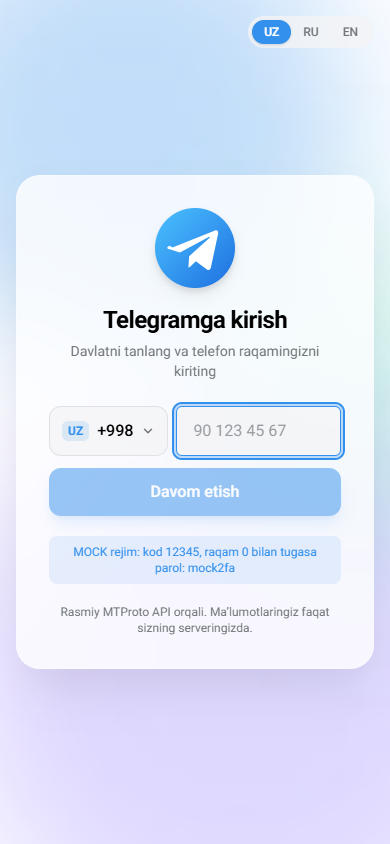 UZ RU EN
Telegramga kirish
Davlatni tanlang va telefon raqamingizni
kiriting
UZ +998 90 123 45 67
Davom etish
MOCK rejim: kod 12345, raqam 0 bilan tugasa
parol: mock2fa
Rasmiy MTProto API orqali. Ma'lumotlaringiz faqat
sizning serveringizda.